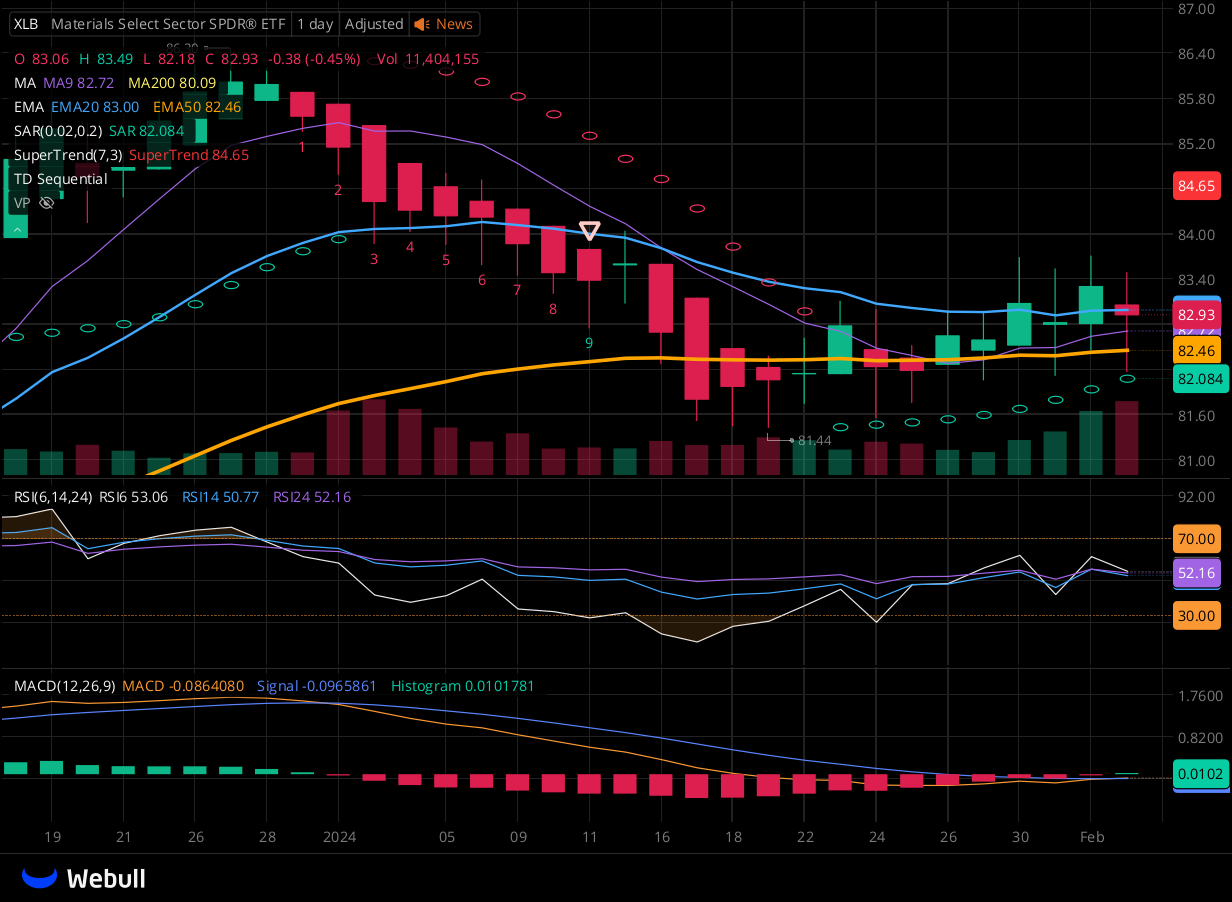 XLB Materials Select Sector SPDR® ETF 1 day Adjusted News
86.20
O 83.06 H 83.49 L 82.18 C 82.93 -0.38 (-0.45%) Vol 11,404,155
MA MA9 82.72 MA200 80.09
EMA EMA20 83.00 EMA50 82.46
SAR(0.02,0.2) SAR 82.084
SuperTrend(7,3) SuperTrend 84.65
TD Sequential
VP
1
2
3
4
5
6
7
8
9
81.44
87.00
86.40
85.80
85.20
84.65
84.00
83.40
82.93
82.72
82.46
82.084
81.60
81.00
RSI(6,14,24) RSI6 53.06 RSI14 50.77 RSI24 52.16
92.00
70.00
52.16
30.00
MACD(12,26,9) MACD -0.0864080 Signal -0.0965861 Histogram 0.0101781
1.7600
0.8200
0.0102
19 21 26 28 2024 05 09 11 16 18 22 24 26 30 Feb
Webull